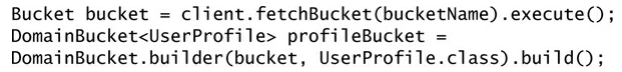 Bucket bucket = client.fetchBucket(bucketName).execute();
DomainBucket<UserProfile> profileBucket =
DomainBucket.builder(bucket, UserProfile.class).build();